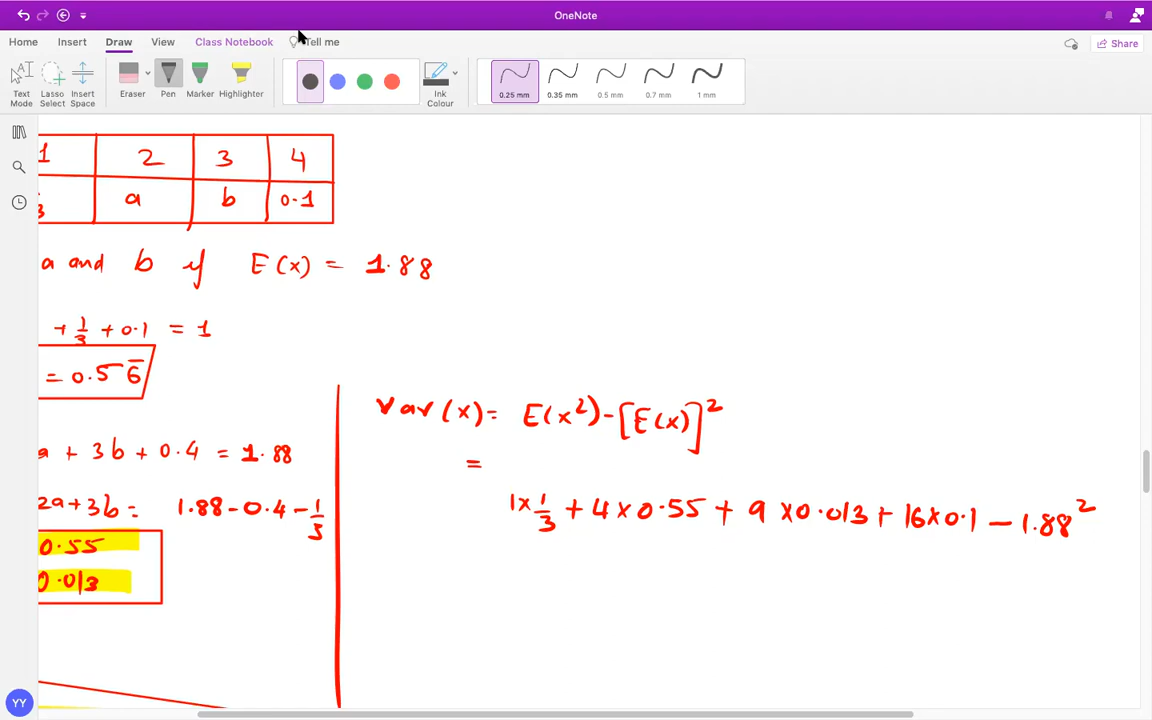 OneNote
Home Insert Draw View Class Notebook Tell me
Share
Text Mode
Lasso Select
Insert Space
Eraser
Pen
Marker
Highlighter
Ink Colour
0.25 mm 0.35 mm 0.5 mm 0.7 mm 1 mm
1 2 3 4
3 a b 0.1
a and b if E(x) = 1.88
+ 1/3 + 0.1 = 1
= 0.56̅
a + 3b + 0.4 = 1.88
2a+3b = 1.88 - 0.4 - 1/3
0.55
0.013
var(x) = E(x²) - [E(x)]²
=
1 × 1/3 + 4 × 0.55 + 9 × 0.013 + 16 × 0.1 - 1.88²
YY